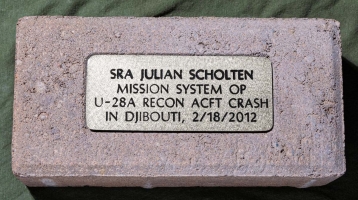 SRA JULIAN SCHOLTEN
MISSION SYSTEM OP
U-28A RECON ACFT CRASH
IN DJIBOUTI, 2/18/2012